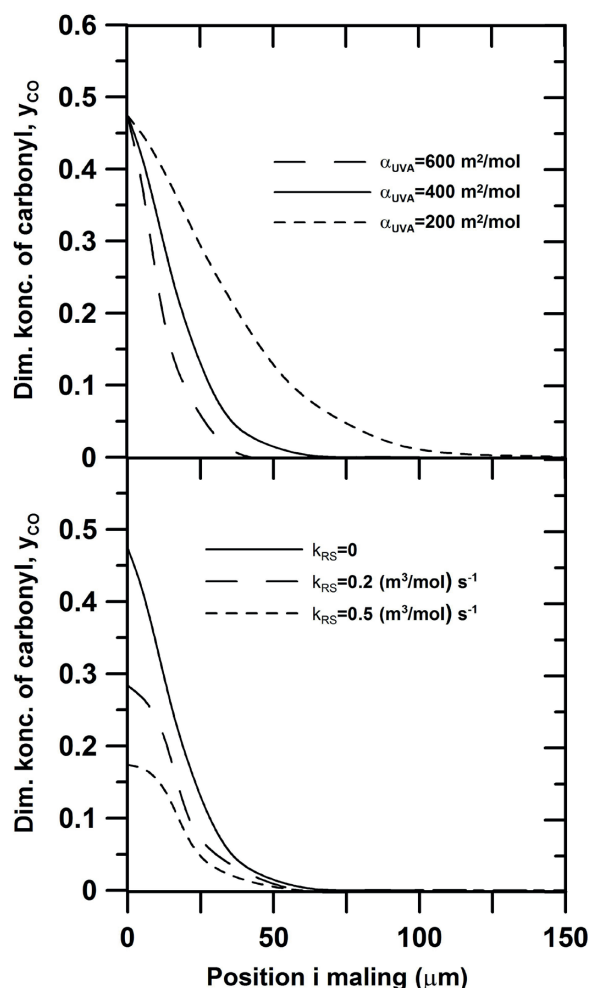 Dim. konc. of carbonyl, yCO
0.6
0.5
0.4
0.3
0.2
0.1
0
αUVA=600 m²/mol
αUVA=400 m²/mol
αUVA=200 m²/mol
Dim. konc. of carbonyl, yCO
0.5
0.4
0.3
0.2
0.1
0
kRS=0
kRS=0.2 (m³/mol) s⁻¹
kRS=0.5 (m³/mol) s⁻¹
0 50 100 150
Position i maling (μm)